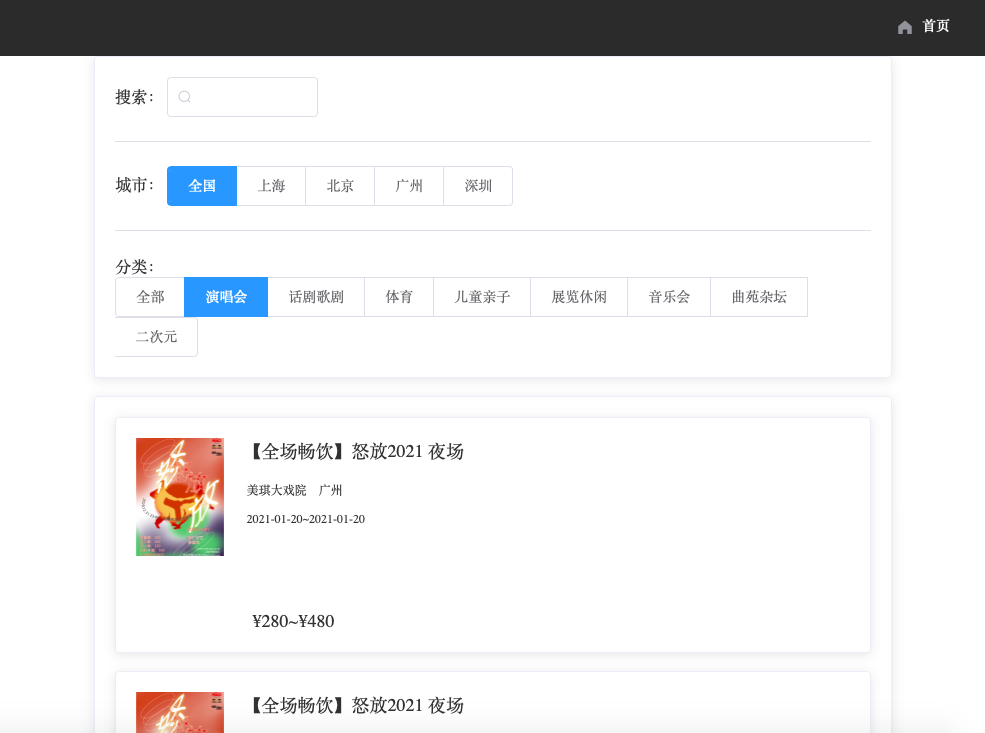 首页
搜索：
城市： 全国 上海 北京 广州 深圳
分类：
全部 演唱会 话剧歌剧 体育 儿童亲子 展览休闲 音乐会 曲苑杂坛
二次元
【全场畅饮】怒放2021 夜场
美琪大戏院 广州
2021-01-20~2021-01-20
¥280~¥480
【全场畅饮】怒放2021 夜场